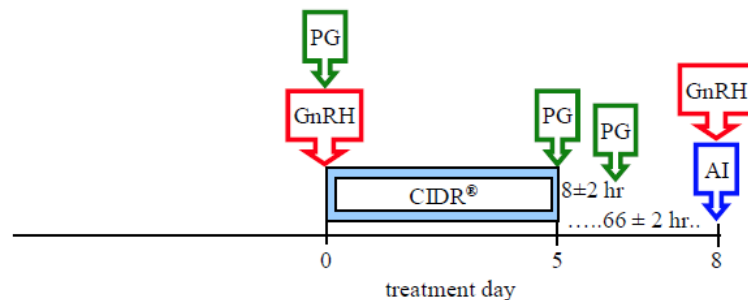 PG
GnRH
GnRH
PG
PG
AI
CIDR®
8±2 hr
…..66 ± 2 hr..
0
5
8
treatment day